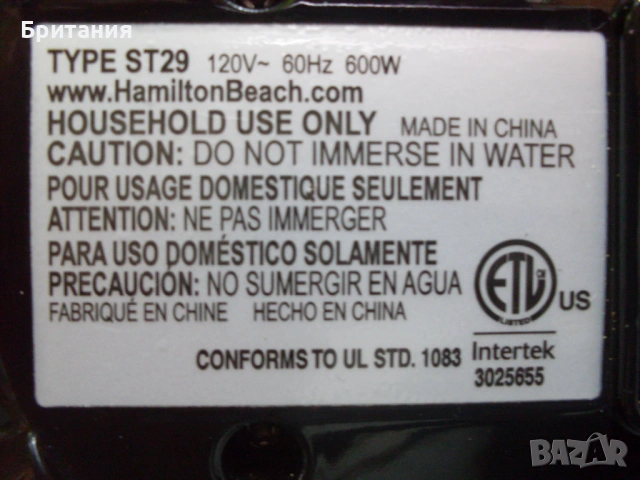 Британия
TYPE ST29 120V~ 60Hz 600W
www.HamiltonBeach.com
HOUSEHOLD USE ONLY MADE IN CHINA
CAUTION: DO NOT IMMERSE IN WATER
POUR USAGE DOMESTIQUE SEULEMENT
ATTENTION: NE PAS IMMERGER
PARA USO DOMÉSTICO SOLAMENTE
PRECAUCIÓN: NO SUMERGIR EN AGUA
FABRIQUÉ EN CHINE HECHO EN CHINA
ETL US
LISTED
CONFORMS TO UL STD. 1083
Intertek
3025655
BAZAR